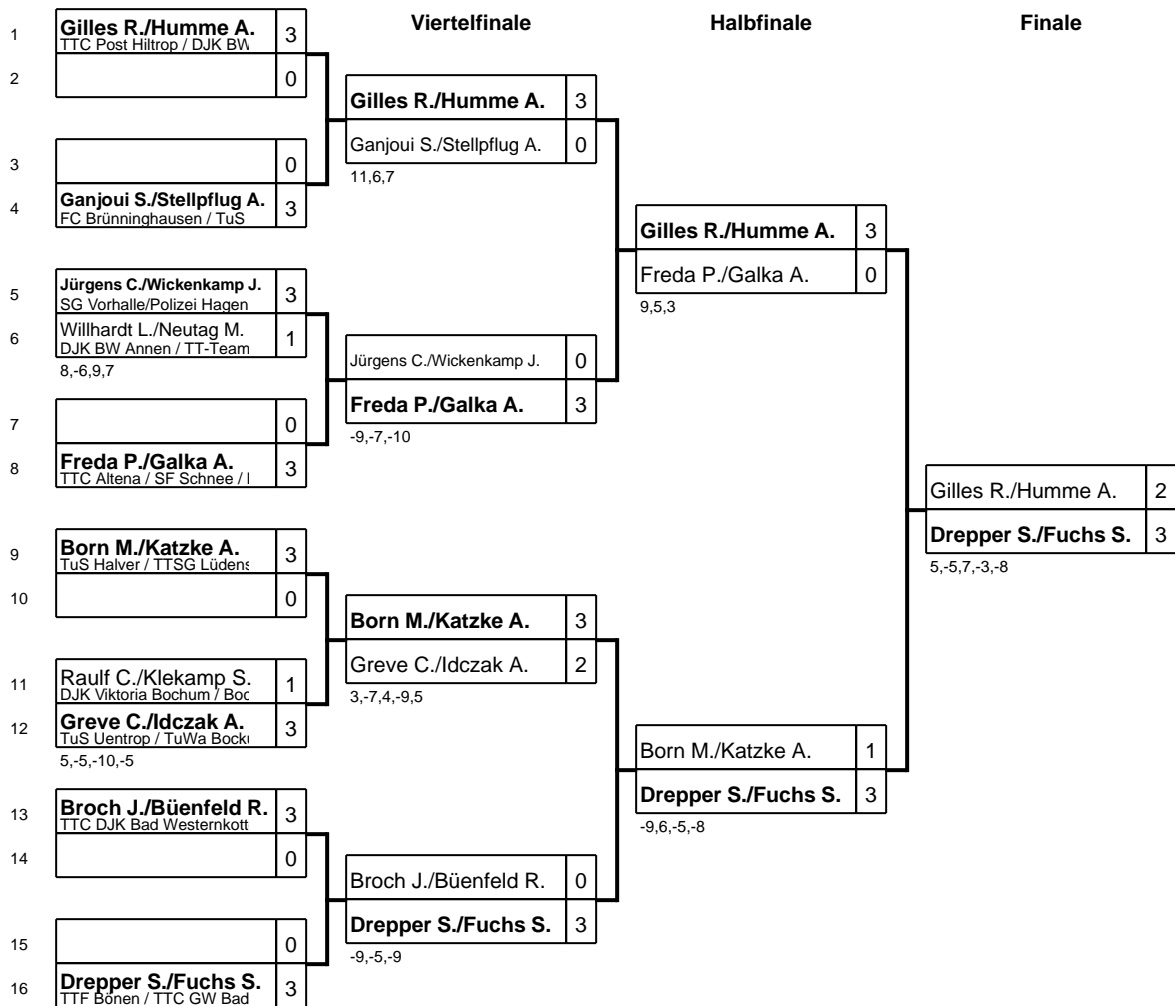 Viertelfinale
Halbfinale
Finale
1
Gilles R./Humme A.
3
TTC Post Hiltrop / DJK BW
2
0
3
0
4
Ganjoui S./Stellpflug A.
3
FC Brünninghausen / TuS
5
Jürgens C./Wickenkamp J.
3
SG Vorhalle/Polizei Hagen
6
Willhardt L./Neutag M.
1
DJK BW Annen / TT-Team
8,-6,9,7
7
0
8
Freda P./Galka A.
3
TTC Altena / SF Schnee /
9
Born M./Katzke A.
3
TuS Halver / TTSG Lüdens
10
0
11
Raulf C./Klekamp S.
1
DJK Viktoria Bochum / Boc
12
Greve C./Idczak A.
3
TuS Uentrop / TuWa Bock
5,-5,-10,-5
13
Broch J./Büenfeld R.
3
TTC DJK Bad Westernkott
14
0
15
0
16
Drepper S./Fuchs S.
3
TTF Bönen / TTC GW Bad
Gilles R./Humme A.
3
Ganjoui S./Stellpflug A.
0
11,6,7
Jürgens C./Wickenkamp J.
0
Freda P./Galka A.
3
-9,-7,-10
Born M./Katzke A.
3
Greve C./Idczak A.
2
3,-7,4,-9,5
Broch J./Büenfeld R.
0
Drepper S./Fuchs S.
3
-9,-5,-9
Gilles R./Humme A.
3
Freda P./Galka A.
0
9,5,3
Born M./Katzke A.
1
Drepper S./Fuchs S.
3
-9,6,-5,-8
Gilles R./Humme A.
2
Drepper S./Fuchs S.
3
5,-5,7,-3,-8